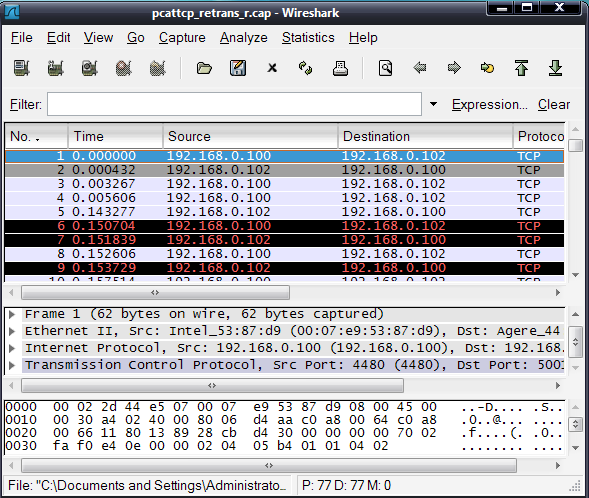 pcattcp_retrans_r.cap - Wireshark
File Edit View Go Capture Analyze Statistics Help
Filter: Expression... Clear
No. . Time Source Destination Protoco
1 0.000000 192.168.0.100 192.168.0.102 TCP
2 0.000432 192.168.0.102 192.168.0.100 TCP
3 0.003267 192.168.0.100 192.168.0.102 TCP
4 0.005606 192.168.0.100 192.168.0.102 TCP
5 0.143277 192.168.0.102 192.168.0.100 TCP
6 0.150704 192.168.0.100 192.168.0.102 TCP
7 0.151839 192.168.0.100 192.168.0.102 TCP
8 0.152606 192.168.0.102 192.168.0.100 TCP
9 0.153729 192.168.0.100 192.168.0.102 TCP
10 0.157514 192.168.0.100 192.168.0.102 TCP
Frame 1 (62 bytes on wire, 62 bytes captured)
Ethernet II, Src: Intel_53:87:d9 (00:07:e9:53:87:d9), Dst: Agere_44
Internet Protocol, Src: 192.168.0.100 (192.168.0.100), Dst: 192.168.
Transmission Control Protocol, Src Port: 4480 (4480), Dst Port: 5001
0000 00 02 2d 44 e5 07 00 07 e9 53 87 d9 08 00 45 00 ..-D.... .S....
0010 00 30 a4 02 40 00 80 06 d4 aa c0 a8 00 64 c0 a8 .0..@... .....
0020 00 66 11 80 13 89 28 cb d4 30 00 00 00 00 70 02 .f....(. .0....
0030 fa f0 e4 0e 00 00 02 04 05 b4 01 01 04 02 ........ ......
File: "C:\Documents and Settings\Administrato... P: 77 D: 77 M: 0